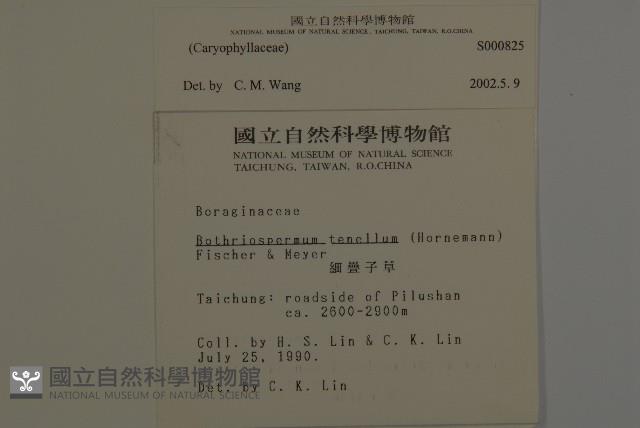 國立自然科學博物館
NATIONAL MUSEUM OF NATURAL SCIENCE, TAICHUNG, TAIWAN, R.O.CHINA
(Caryophyllaceae) S000825
Det. by C. M. Wang 2002.5. 9
國立自然科學博物館
NATIONAL MUSEUM OF NATURAL SCIENCE
TAICHUNG, TAIWAN, R.O.CHINA
Boraginaceae
Bothriospermum tenellum (Hornemann)
Fischer & Meyer
細疊子草
Taichung: roadside of Pilushan
ca. 2600-2900m
Coll. by H. S. Lin & C. K. Lin
July 25, 1990.
Det. by C. K. Lin
國立自然科學博物館
NATIONAL MUSEUM OF NATURAL SCIENCE